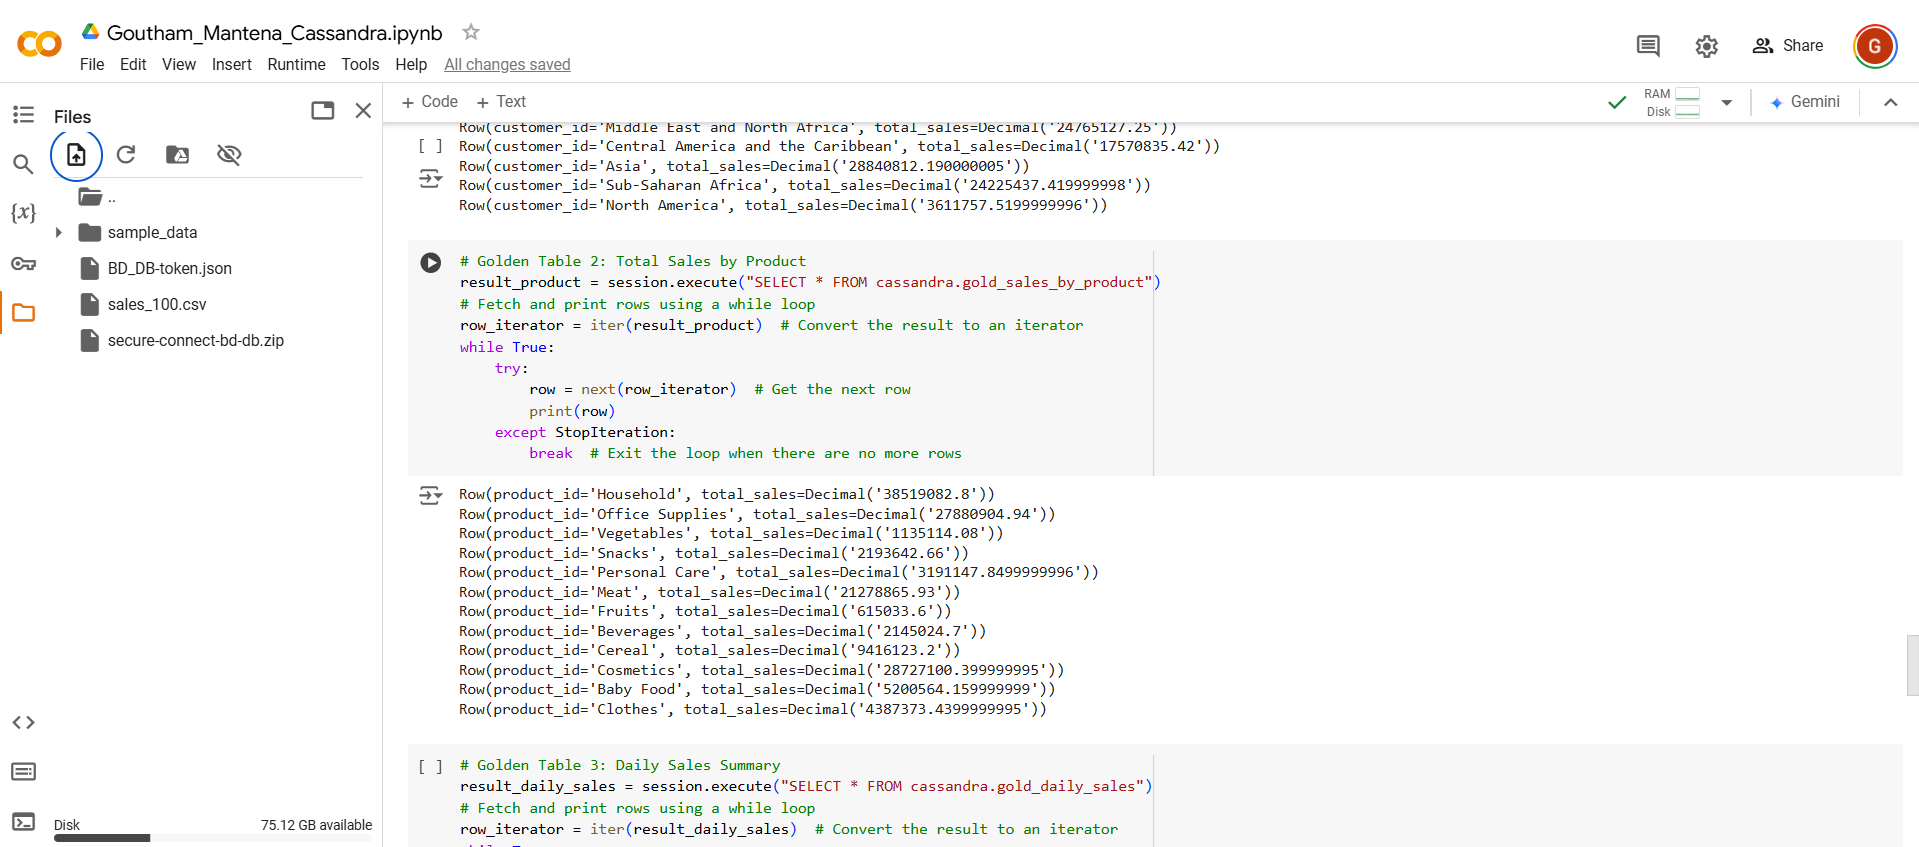 Goutham_Mantena_Cassandra.ipynb
File Edit View Insert Runtime Tools Help All changes saved
Share
G
Files
+ Code + Text
RAM
Disk
Gemini
..
sample_data
BD_DB-token.json
sales_100.csv
secure-connect-bd-db.zip
{x}
Disk 75.12 GB available
Row(customer_id='Middle East and North Africa', total_sales=Decimal('24765127.25'))
[ ] Row(customer_id='Central America and the Caribbean', total_sales=Decimal('17570835.42'))
Row(customer_id='Asia', total_sales=Decimal('28840812.190000005'))
Row(customer_id='Sub-Saharan Africa', total_sales=Decimal('24225437.419999998'))
Row(customer_id='North America', total_sales=Decimal('3611757.5199999996'))
# Golden Table 2: Total Sales by Product
result_product = session.execute("SELECT * FROM cassandra.gold_sales_by_product")
# Fetch and print rows using a while loop
row_iterator = iter(result_product)  # Convert the result to an iterator
while True:
    try:
        row = next(row_iterator)  # Get the next row
        print(row)
    except StopIteration:
        break  # Exit the loop when there are no more rows
Row(product_id='Household', total_sales=Decimal('38519082.8'))
Row(product_id='Office Supplies', total_sales=Decimal('27880904.94'))
Row(product_id='Vegetables', total_sales=Decimal('1135114.08'))
Row(product_id='Snacks', total_sales=Decimal('2193642.66'))
Row(product_id='Personal Care', total_sales=Decimal('3191147.8499999996'))
Row(product_id='Meat', total_sales=Decimal('21278865.93'))
Row(product_id='Fruits', total_sales=Decimal('615033.6'))
Row(product_id='Beverages', total_sales=Decimal('2145024.7'))
Row(product_id='Cereal', total_sales=Decimal('9416123.2'))
Row(product_id='Cosmetics', total_sales=Decimal('28727100.399999995'))
Row(product_id='Baby Food', total_sales=Decimal('5200564.159999999'))
Row(product_id='Clothes', total_sales=Decimal('4387373.4399999995'))
[ ] # Golden Table 3: Daily Sales Summary
result_daily_sales = session.execute("SELECT * FROM cassandra.gold_daily_sales")
# Fetch and print rows using a while loop
row_iterator = iter(result_daily_sales)  # Convert the result to an iterator